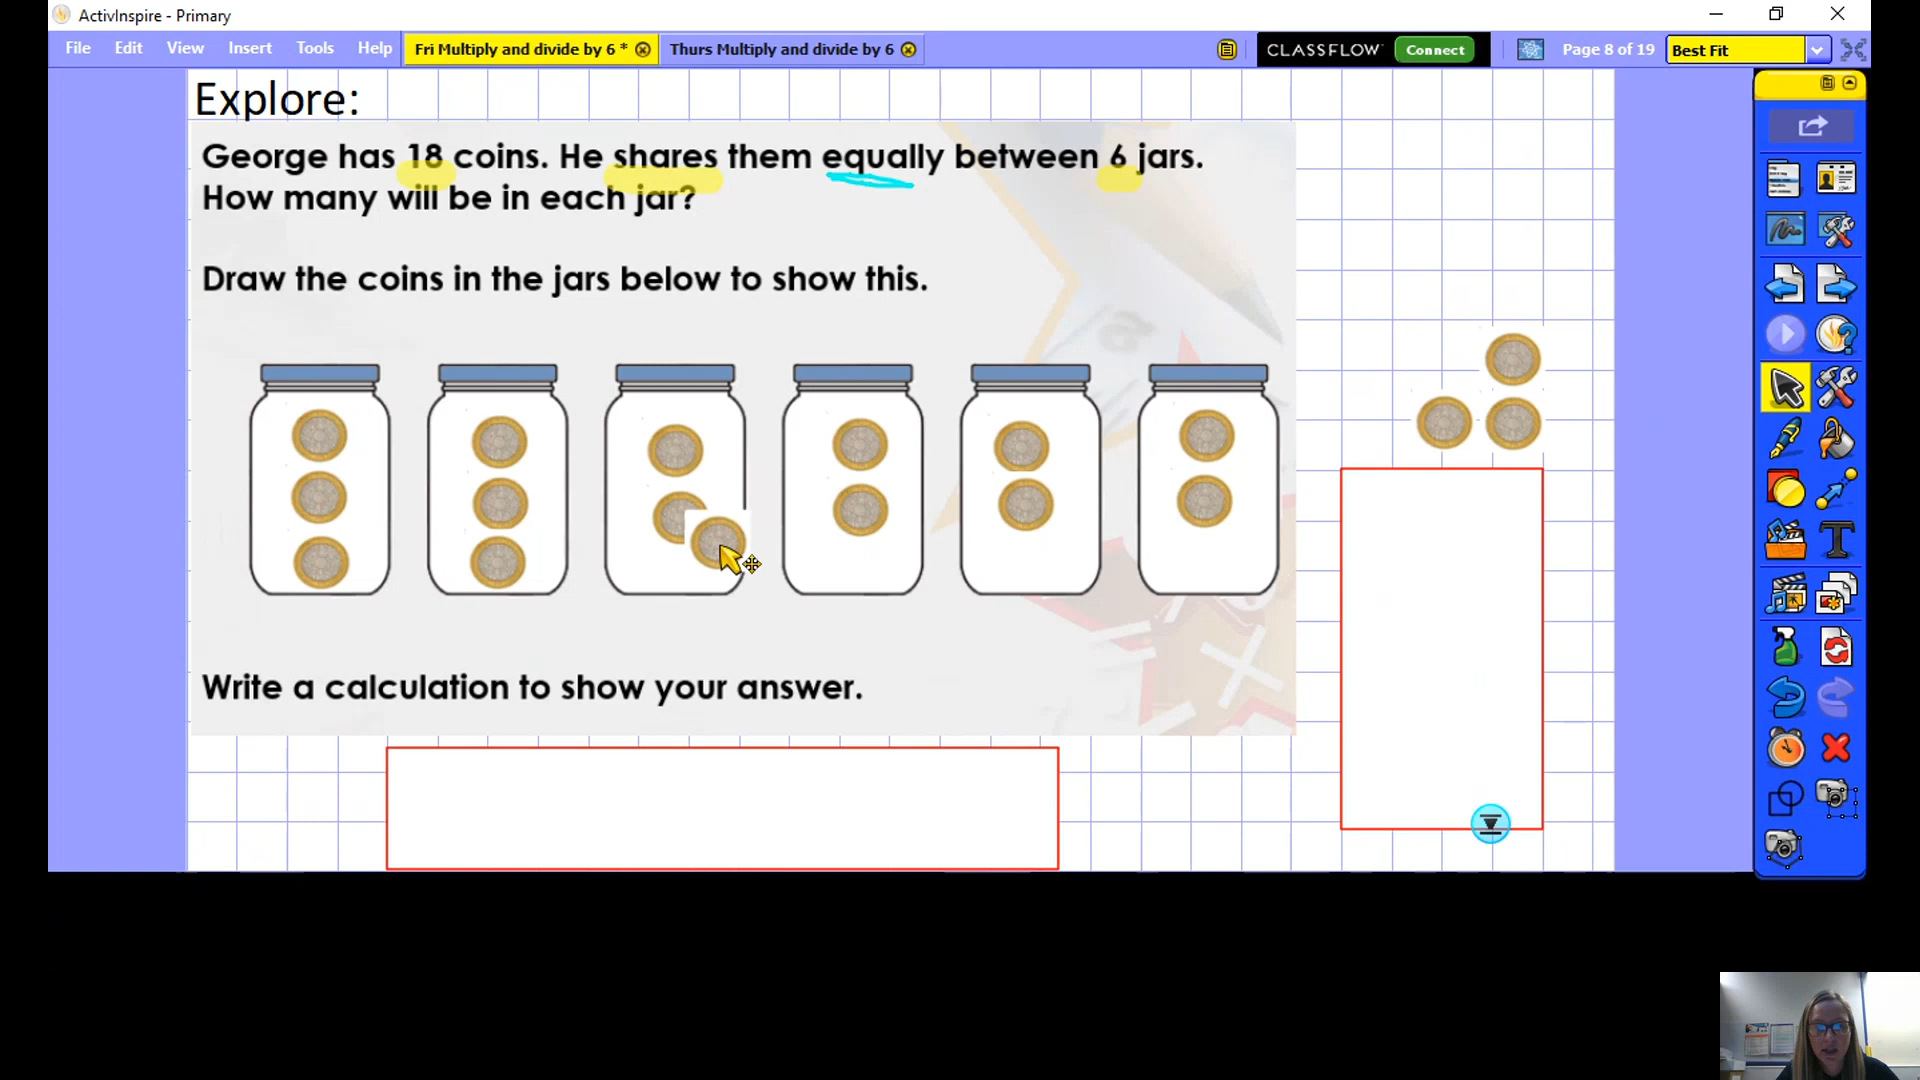 ActivInspire - Primary
File Edit View Insert Tools Help Fri Multiply and divide by 6 * Thurs Multiply and divide by 6 CLASSFLOW Connect Page 8 of 19 Best Fit
Explore:
George has 18 coins. He shares them equally between 6 jars.
How many will be in each jar?
Draw the coins in the jars below to show this.
Write a calculation to show your answer.